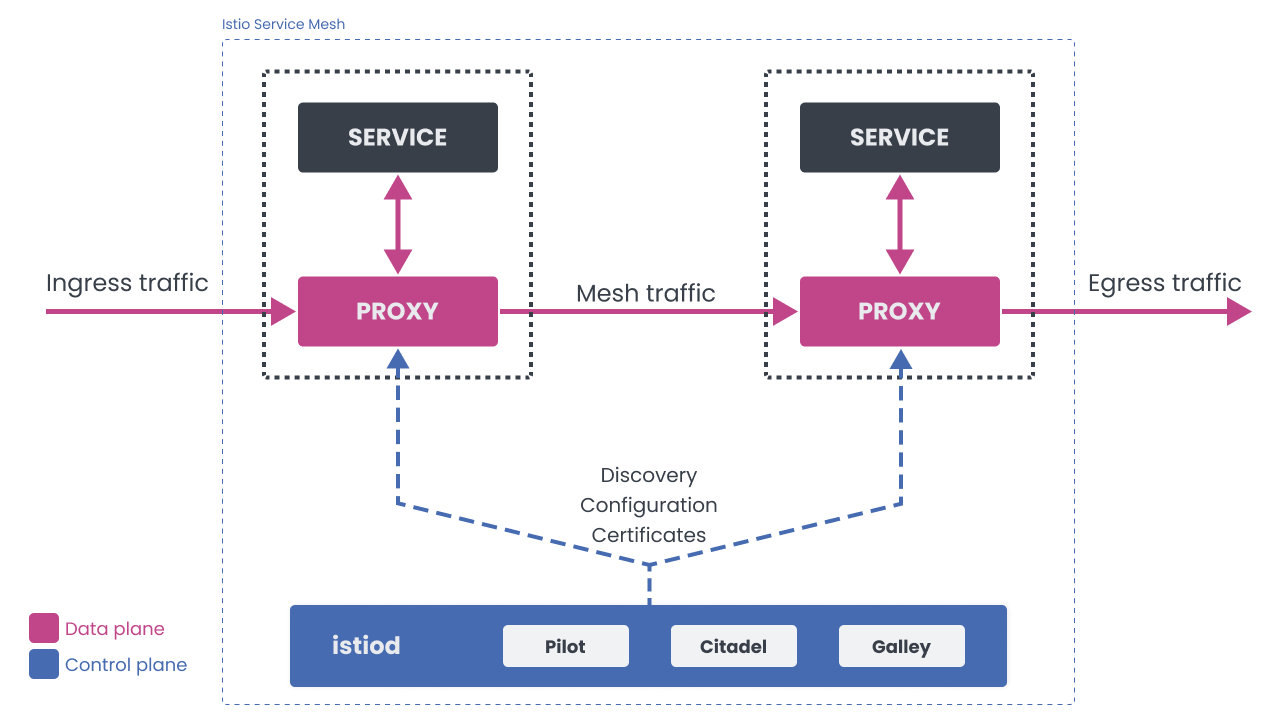 Istio Service Mesh
SERVICE
SERVICE
Ingress traffic
PROXY
Mesh traffic
PROXY
Egress traffic
Discovery
Configuration
Certificates
istiod
Pilot
Citadel
Galley
Data plane
Control plane